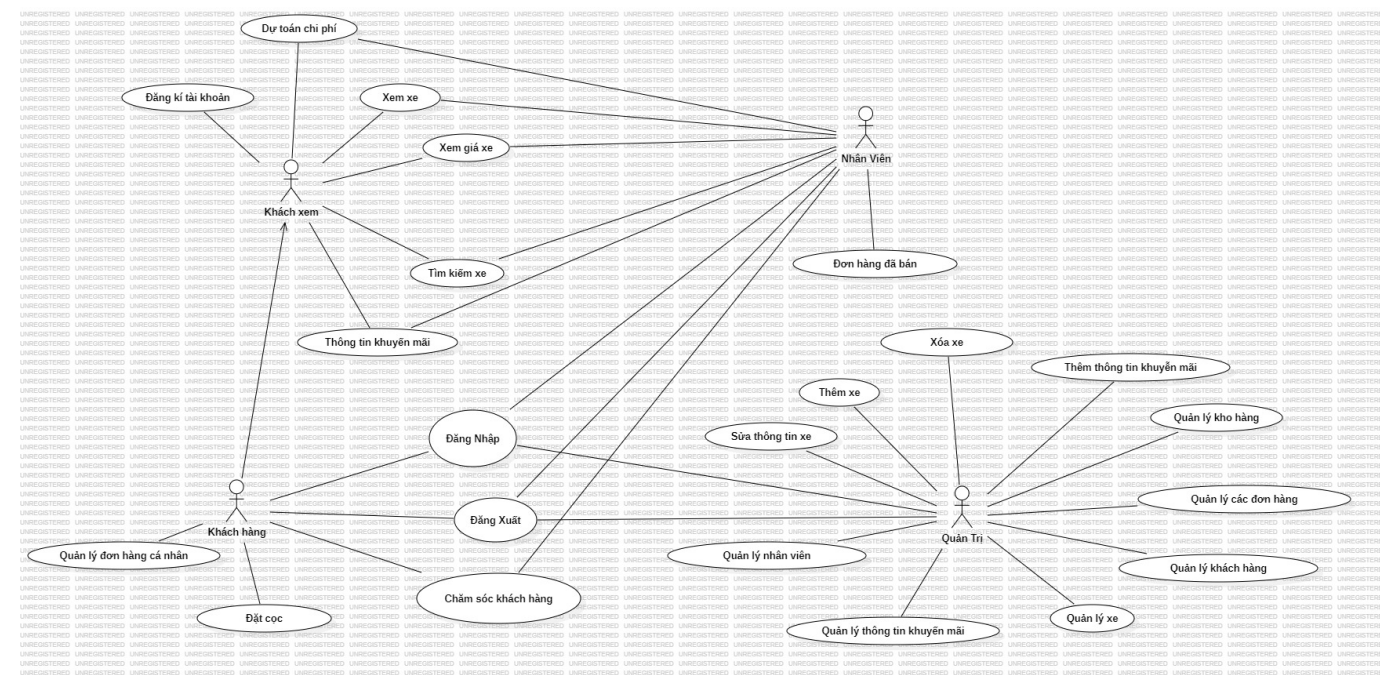 Dự toán chi phí
Đăng kí tài khoản
Xem xe
Xem giá xe
Nhân Viên
Khách xem
Tìm kiếm xe
Đơn hàng đã bán
Thông tin khuyến mãi
Xóa xe
Thêm thông tin khuyễn mãi
Thêm xe
Quản lý kho hàng
Sửa thông tin xe
Đăng Nhập
Quản lý các đơn hàng
Đăng Xuất
Khách hàng
Quản Trị
Quản lý đơn hàng cá nhân
Quản lý nhân viên
Quản lý khách hàng
Chăm sóc khách hàng
Đặt cọc
Quản lý xe
Quản lý thông tin khuyến mãi
UNREGISTERED